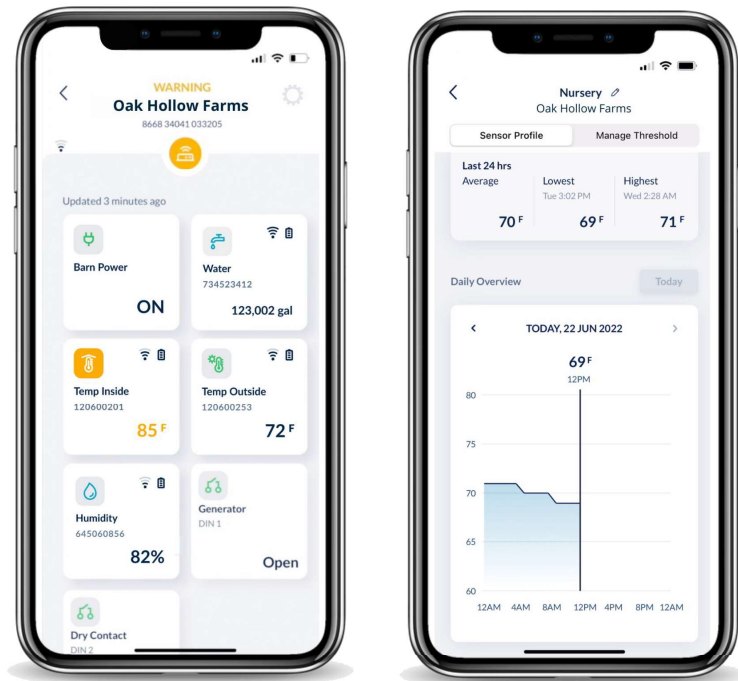 WARNING
Oak Hollow Farms
8668 34041 033205
Updated 3 minutes ago
Barn Power
ON
Water
734523412
123,002 gal
Temp Inside
120600201
85 F
Temp Outside
120600253
72 F
Humidity
645060856
82%
Generator
DIN 1
Open
Dry Contact
DIN 2
Nursery
Oak Hollow Farms
Sensor Profile Manage Threshold
Last 24 hrs
Average Lowest Highest
Tue 3:02 PM Wed 2:28 AM
70 F 69 F 71 F
Daily Overview Today
TODAY, 22 JUN 2022
69 F
12PM
80
75
70
65
60
12AM 4AM 8AM 12PM 4PM 8PM 12AM